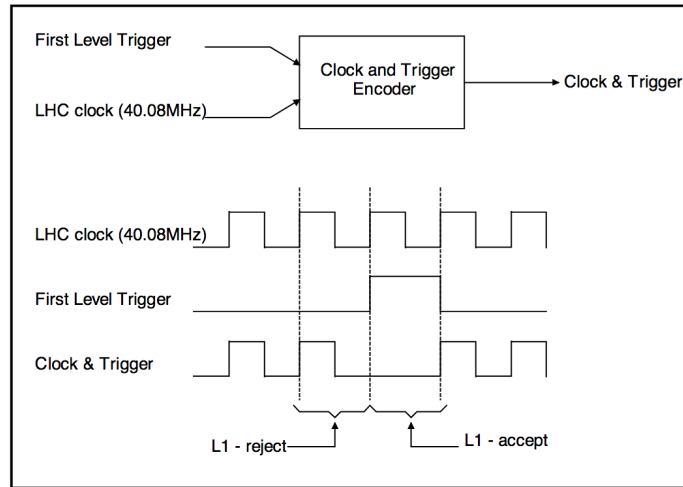 First Level Trigger
LHC clock (40.08MHz)
Clock and Trigger
Encoder
Clock & Trigger
LHC clock (40.08MHz)
First Level Trigger
Clock & Trigger
L1 - reject
L1 - accept